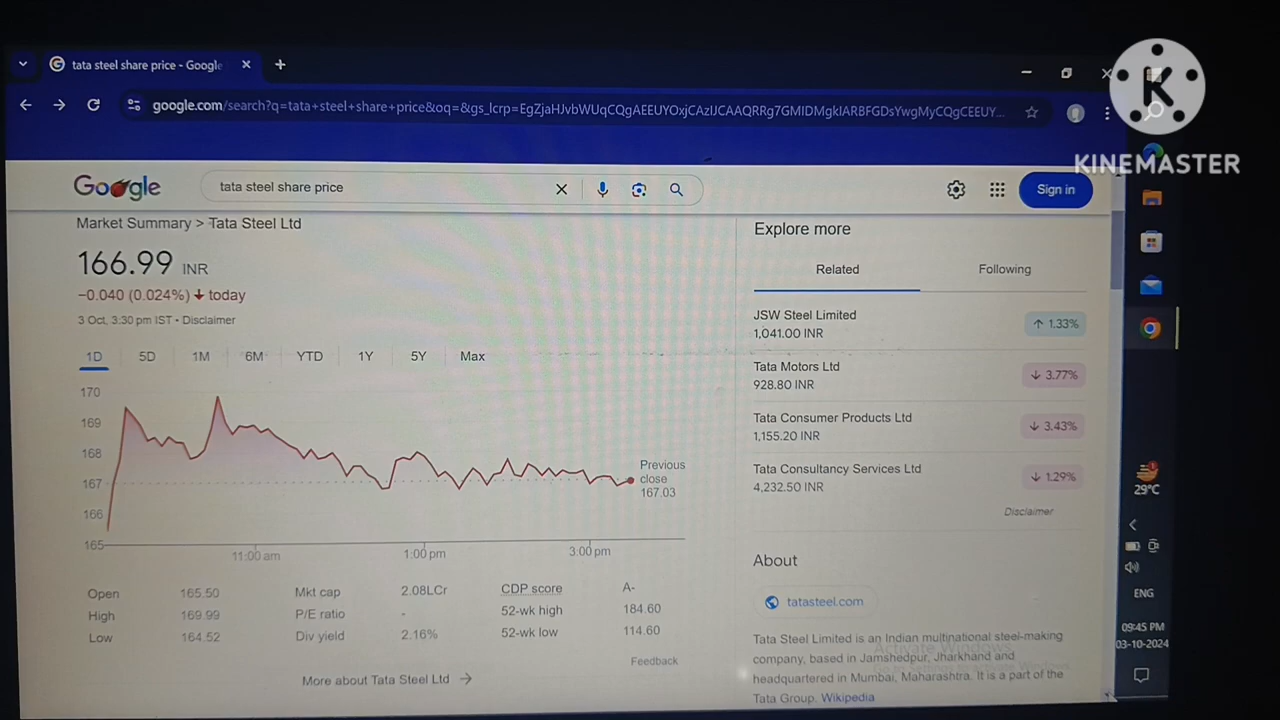 tata steel share price - Google
google.com/search?q=tata+steel+share+price&oq=&gs_lcrp=EgZjaHJvbWUqCQgAEEUYOxjCAzIJCAAQRRg7GMIDMgkIARBFGDsYwgMyCQgCEEUY...
KINEMASTER
Google
tata steel share price
Sign in
Market Summary > Tata Steel Ltd
166.99 INR
−0.040 (0.024%) ↓ today
3 Oct, 3:30 pm IST • Disclaimer
1D 5D 1M 6M YTD 1Y 5Y Max
170
169
168
167
166
165
Previous
close
167.03
11:00 am 1:00 pm 3:00 pm
Open 165.50 Mkt cap 2.08LCr CDP score A-
High 169.99 P/E ratio - 52-wk high 184.60
Low 164.52 Div yield 2.16% 52-wk low 114.60
Feedback
More about Tata Steel Ltd →
Explore more
Related Following
JSW Steel Limited
1,041.00 INR
↑ 1.33%
Tata Motors Ltd
928.80 INR
↓ 3.77%
Tata Consumer Products Ltd
1,155.20 INR
↓ 3.43%
Tata Consultancy Services Ltd
4,232.50 INR
↓ 1.29%
Disclaimer
About
tatasteel.com
Tata Steel Limited is an Indian multinational steel-making
company, based in Jamshedpur, Jharkhand and
headquartered in Mumbai, Maharashtra. It is a part of the
Tata Group. Wikipedia
Activate Windows
Go to Settings to activate Windows.
29°C
ENG
09:45 PM
03-10-2024